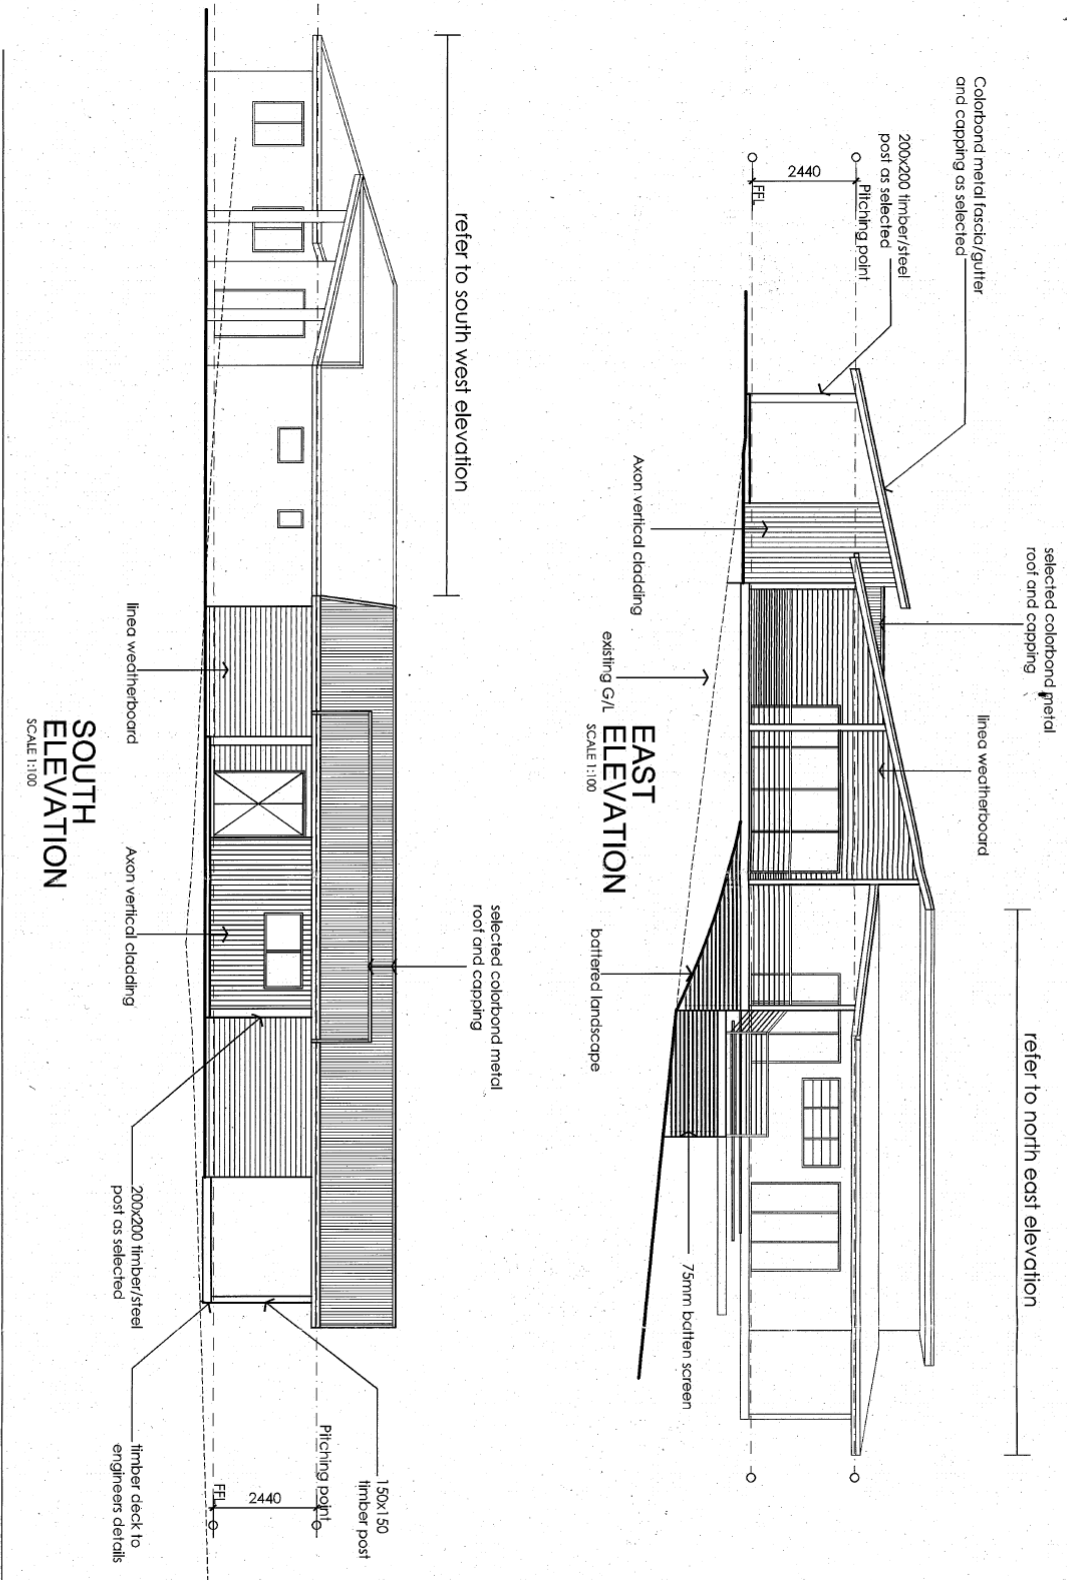 Colorbond metal fascia/gutter
and capping as selected
200x200 timber/steel
post as selected
Pitching point
2440
FFL
selected colorbond metal
roof and capping
linea weatherboard
refer to north east elevation
Axon vertical cladding
existing G/L
EAST
ELEVATION
SCALE 1:100
battered landscape
75mm batten screen
refer to south west elevation
selected colorbond metal
roof and capping
150x150
timber post
Pitching point
2440
FFL
linea weatherboard
Axon vertical cladding
200x200 timber/steel
post as selected
timber deck to
engineers details
SOUTH
ELEVATION
SCALE 1:100